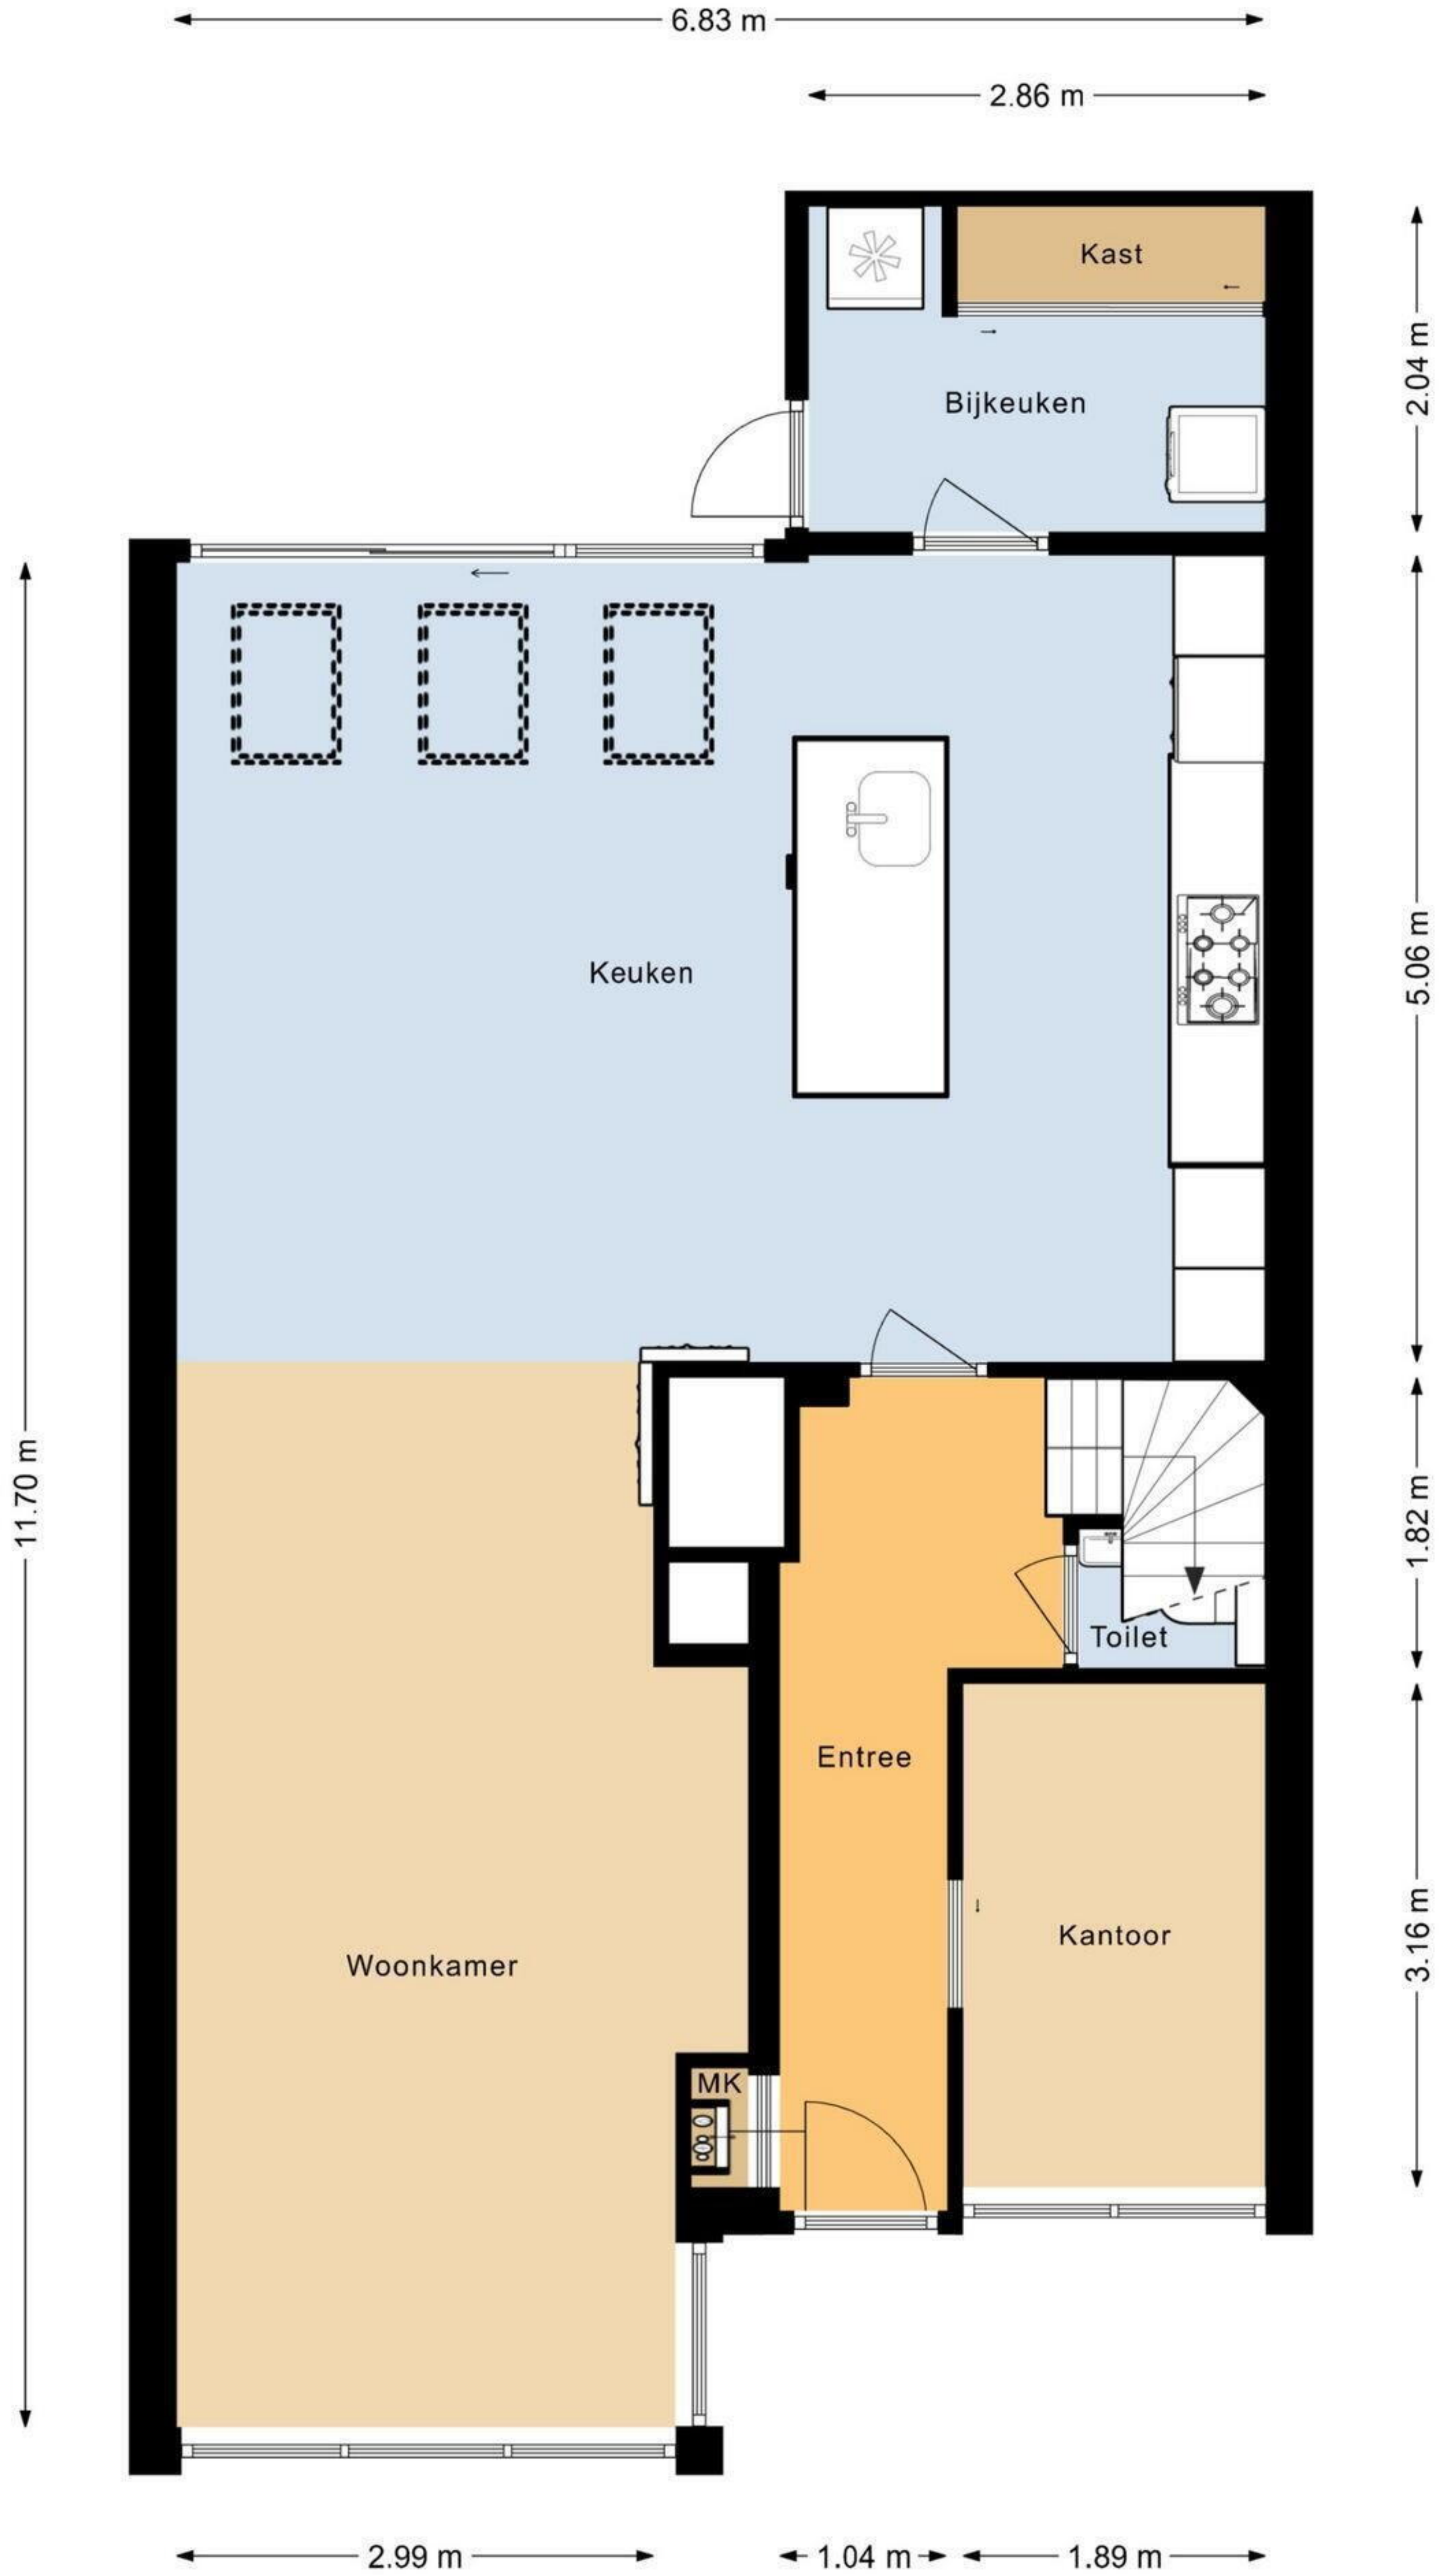 6.83 m
2.86 m
Kast
2.04 m
Bijkeuken
5.06 m
Keuken
11.70 m
1.82 m
Toilet
Entree
3.16 m
Kantoor
Woonkamer
MK
2.99 m
1.04 m
1.89 m